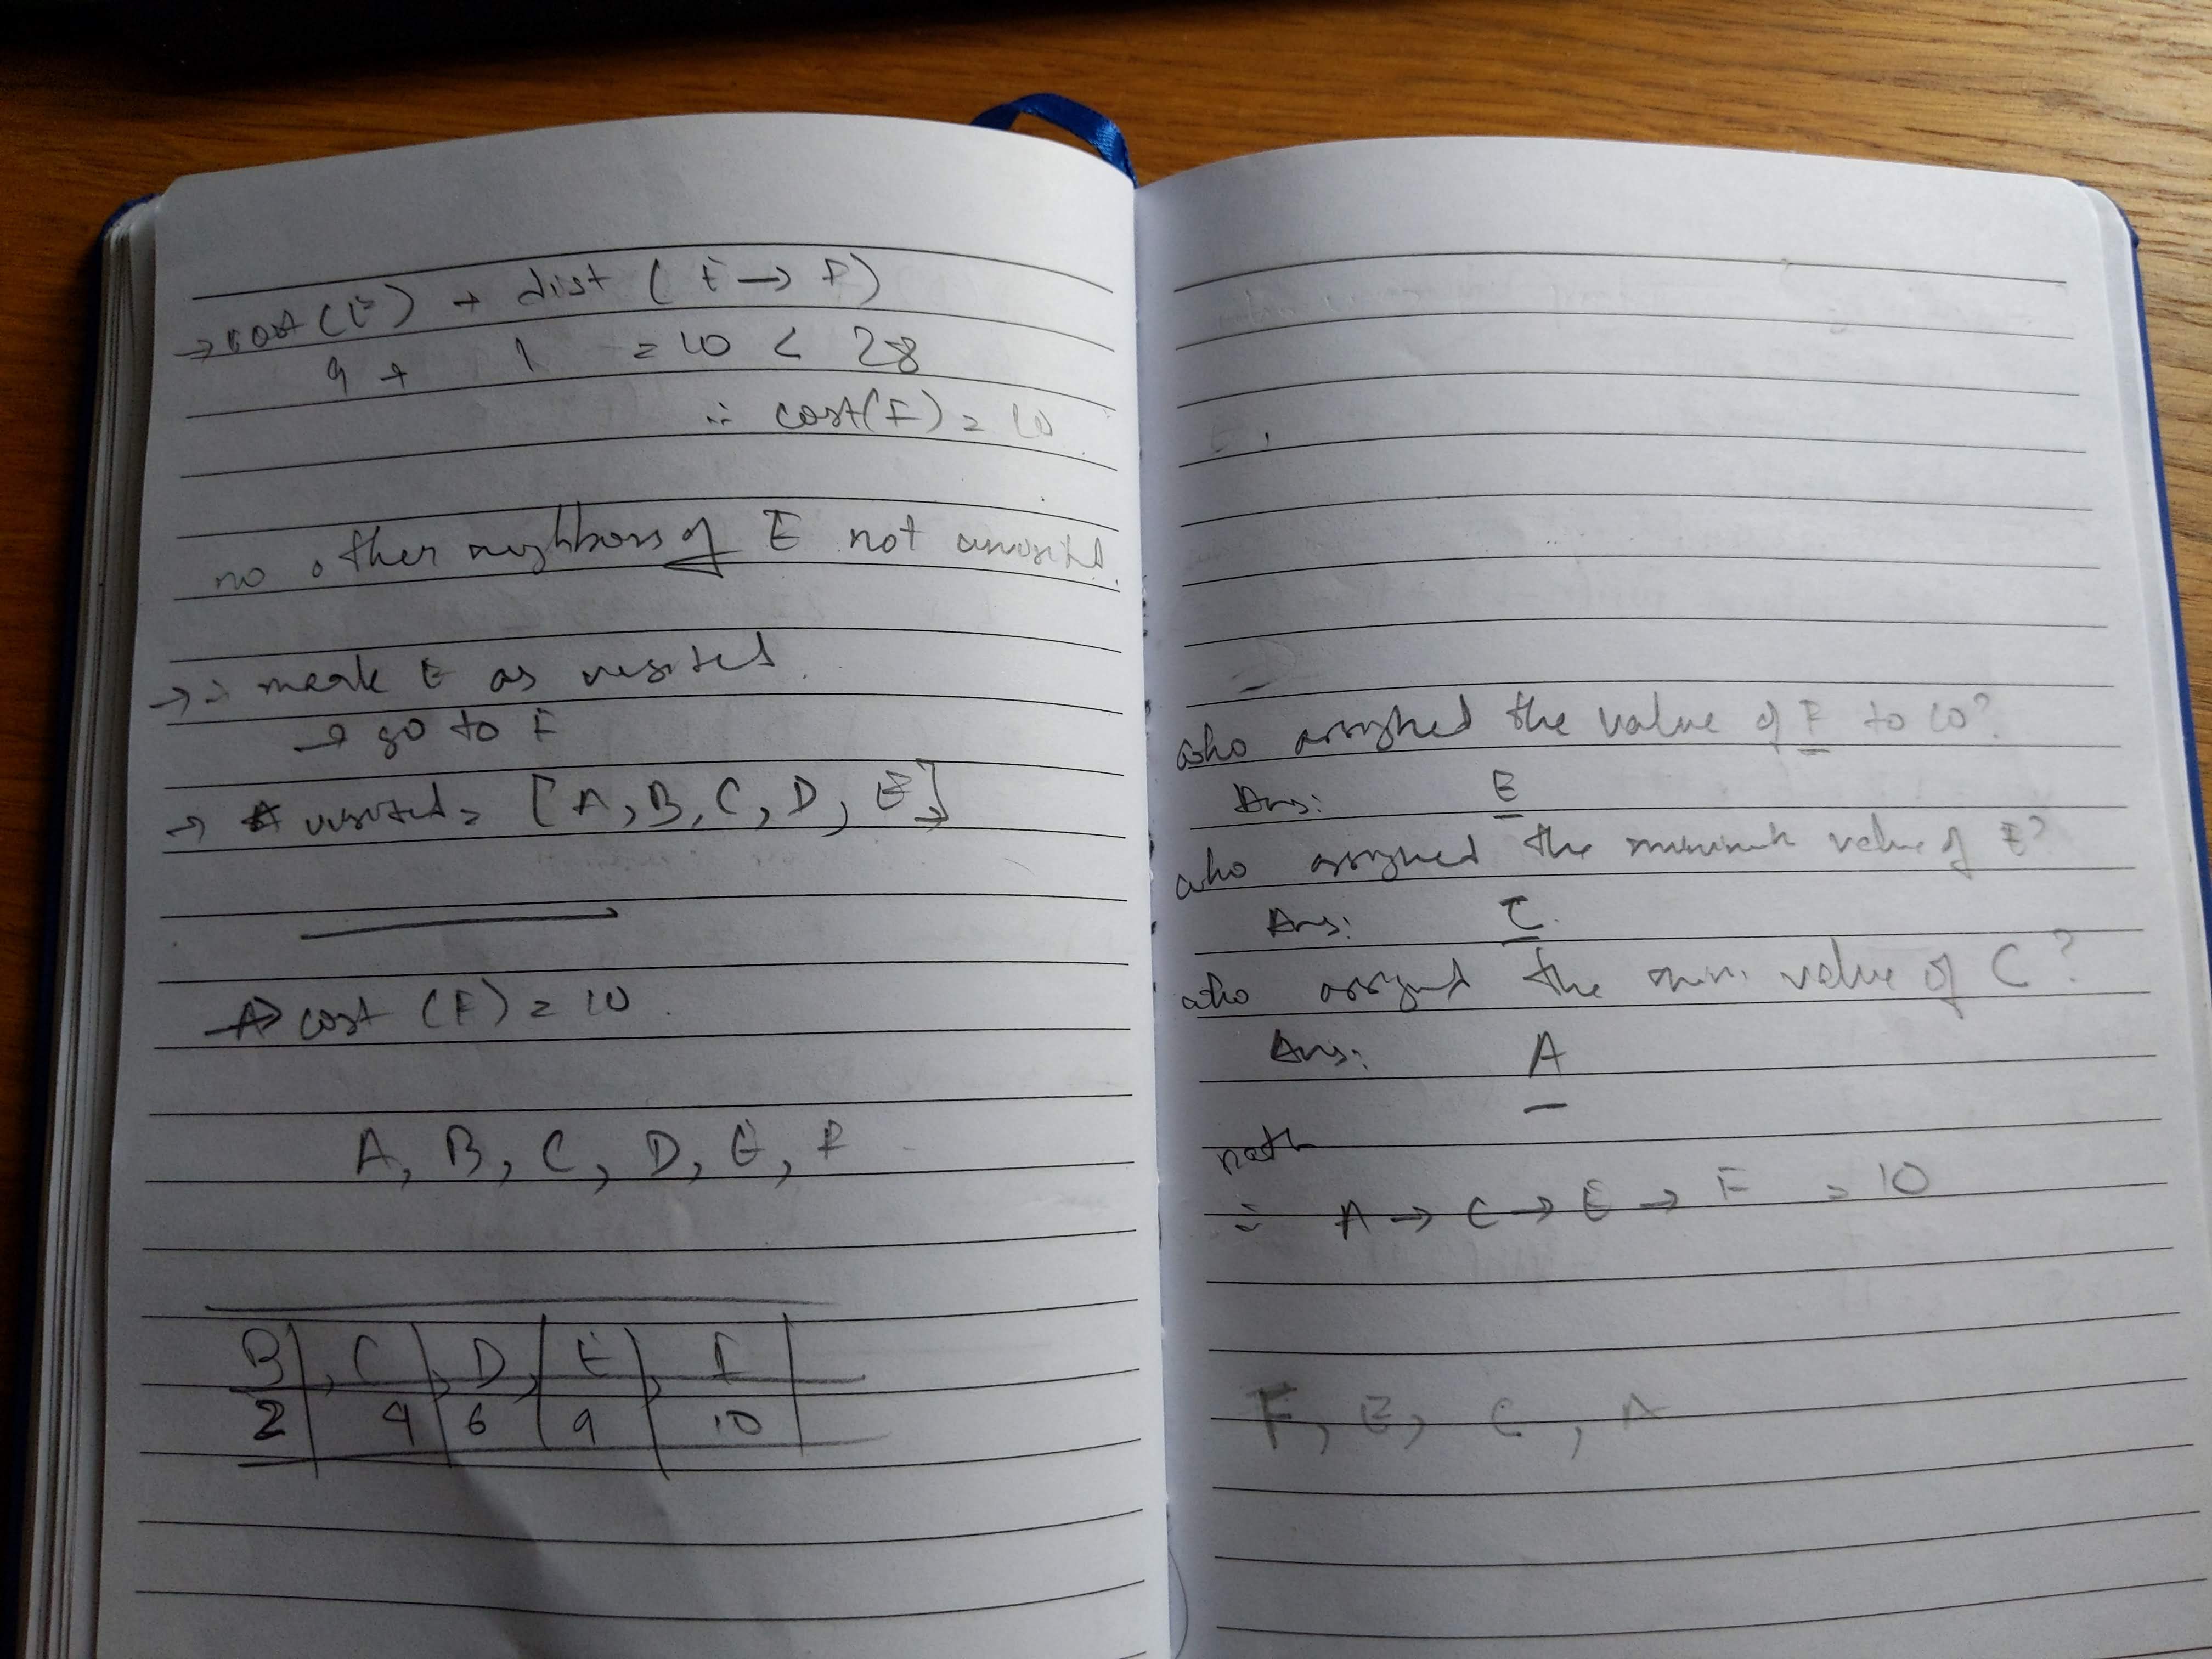 → cost (E) + dist (E → F)
9 + 1 = 10 < 28
∴ cost(F) = 10
no other neighbors of E not unvisited.
→ ∴ mark E as visited.
→ go to F
→ visited = [A, B, C, D, E]
→ cost (F) = 10.
A, B, C, D, E, F
B, C, D, E, F
2 4 6 9 10
who assigned the value of F to 10?
Ans: E
who assigned the value of E?
Ans: C
who assigned the min. value of C?
Ans: A
path
∴ A → C → E → F = 10
F, E, C, A